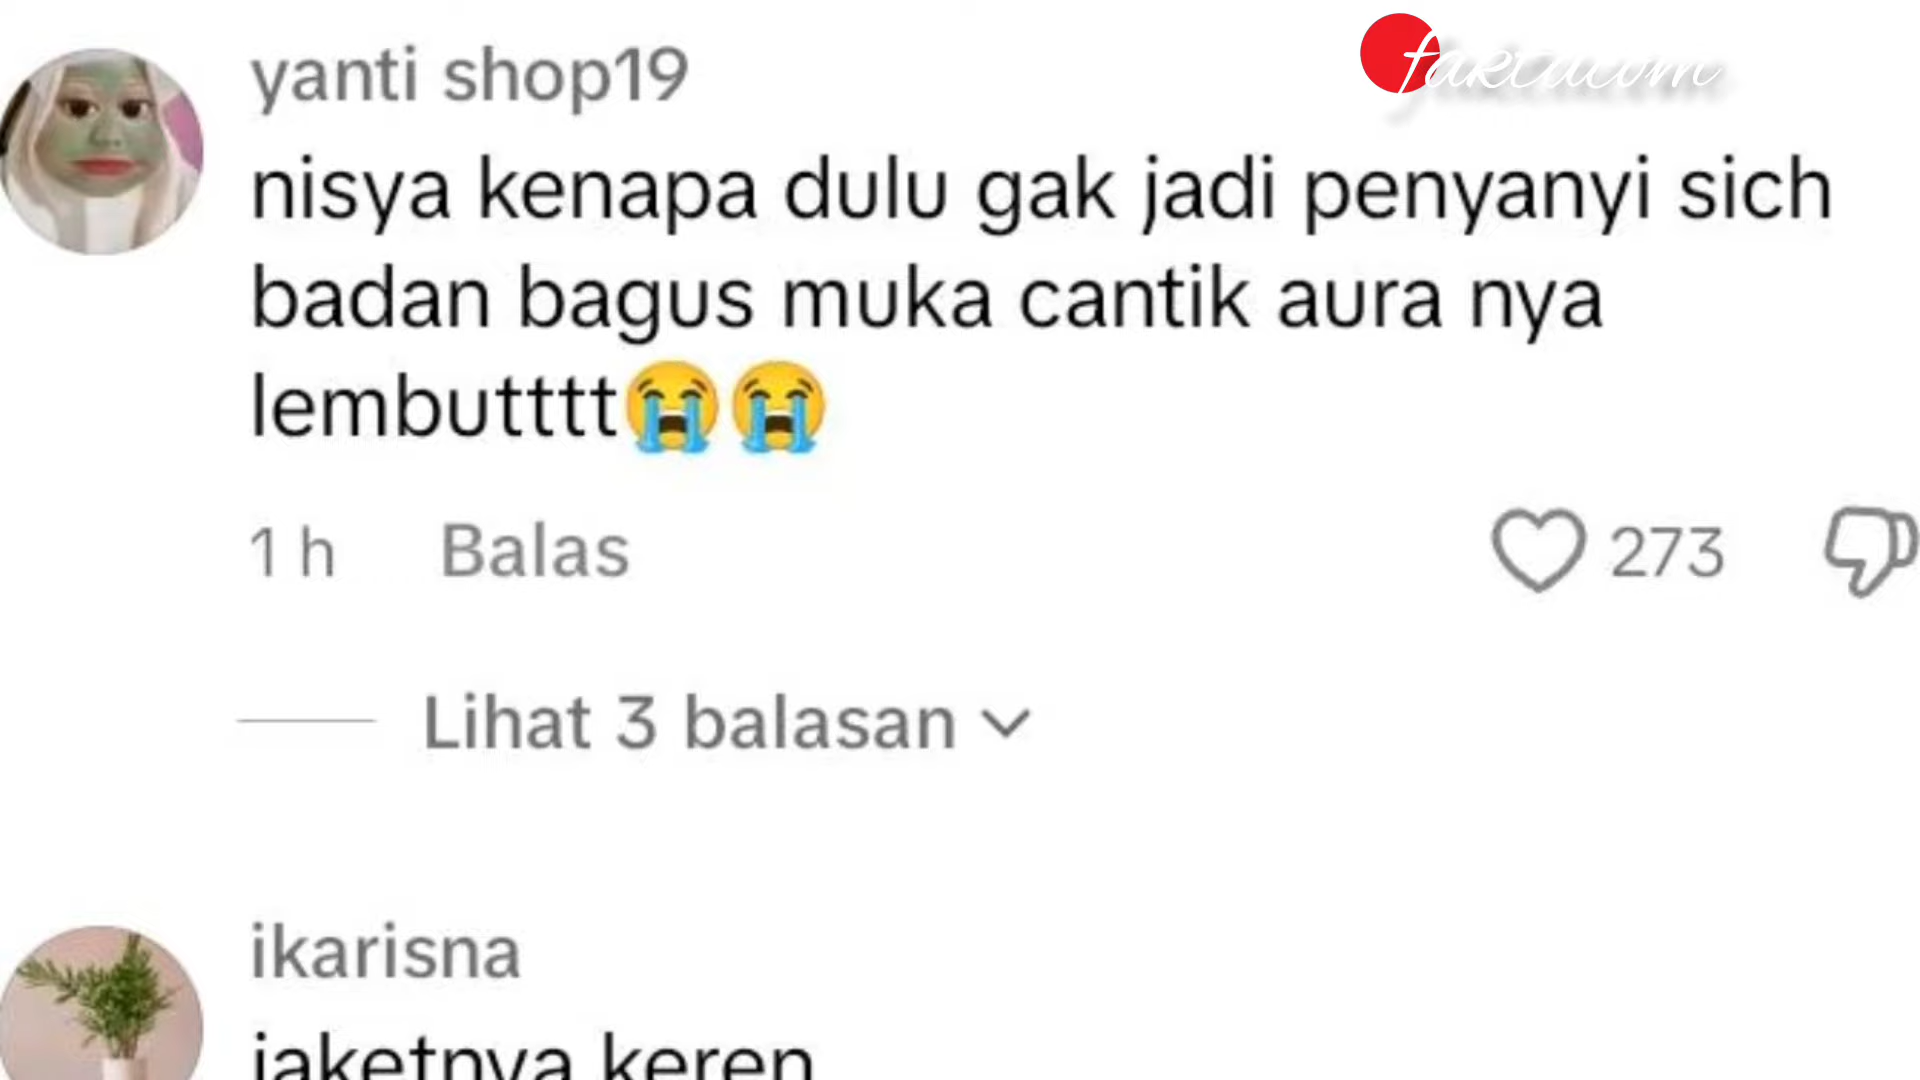 faktacom
yanti shop19
nisya kenapa dulu gak jadi penyanyi sich
badan bagus muka cantik aura nya
lembutttt😭😭
1 h Balas 273
Lihat 3 balasan
ikarisna
jaketnya keren